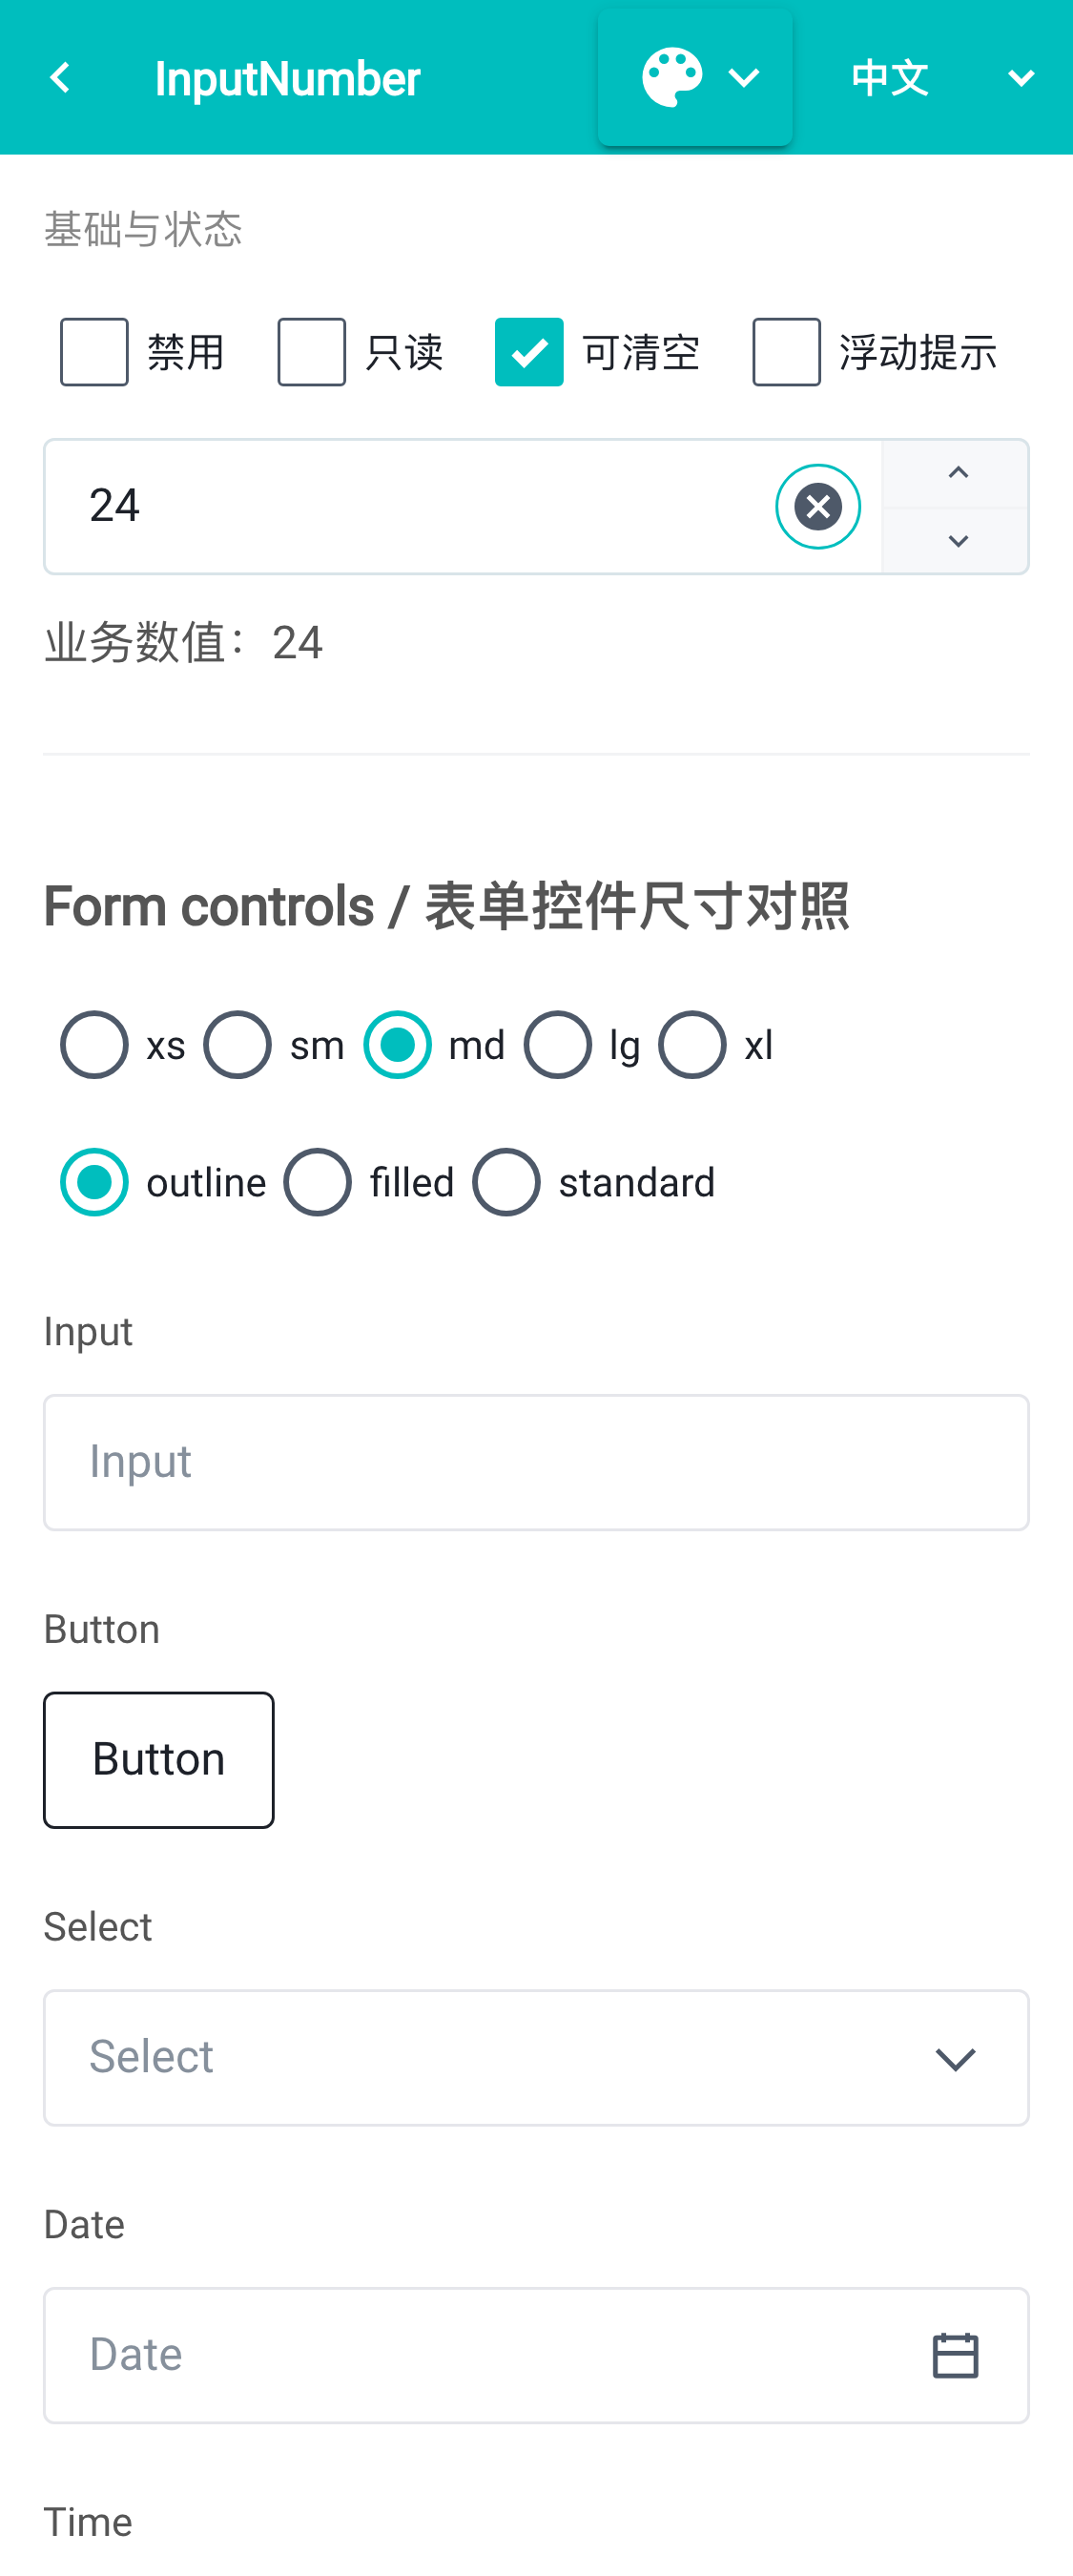 InputNumber 中文
基础与状态
禁用 只读 可清空 浮动提示
24
业务数值：24
Form controls / 表单控件尺寸对照
xs sm md lg xl
outline filled standard
Input
Input
Button
Button
Select
Select
Date
Date
Time